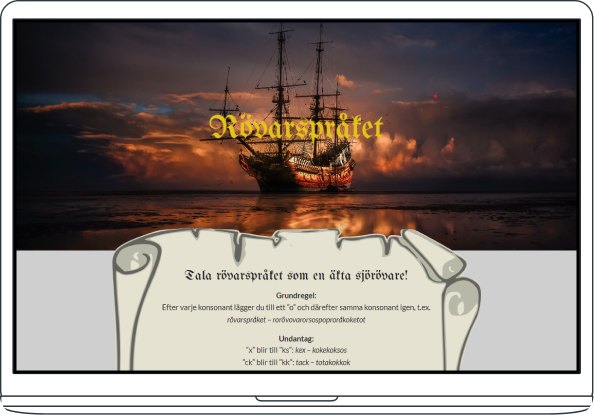 Rövarspråket
Tala rövarspråket som en äkta sjörövare!
Grundregel:
Efter varje konsonant lägger du till ett "o" och därefter samma konsonant igen, t.ex.
rövarspråket – rorövovarorsospoproråkoketot
Undantag:
"x" blir till "ks": kex – kokekoksos
"ck" blir till "kk": tack – totakokkok